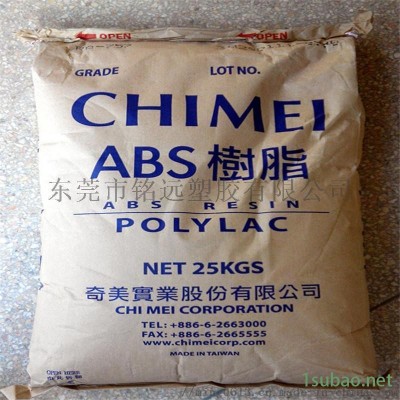 OPEN OPEN
GRADE LOT NO.
CHIMEI
ABS 樹脂
东莞市铭远塑胶有限公司
ABS RESIN
POLYLAC
NET 25KGS
奇美實業股份有限公司
CHI MEI CORPORATION
TEL: +886-6-2663000
FAX: +886-6-2665555
www.chimeicorp.com
MADE IN TAIWAN
OPEN HERE
1subao.net